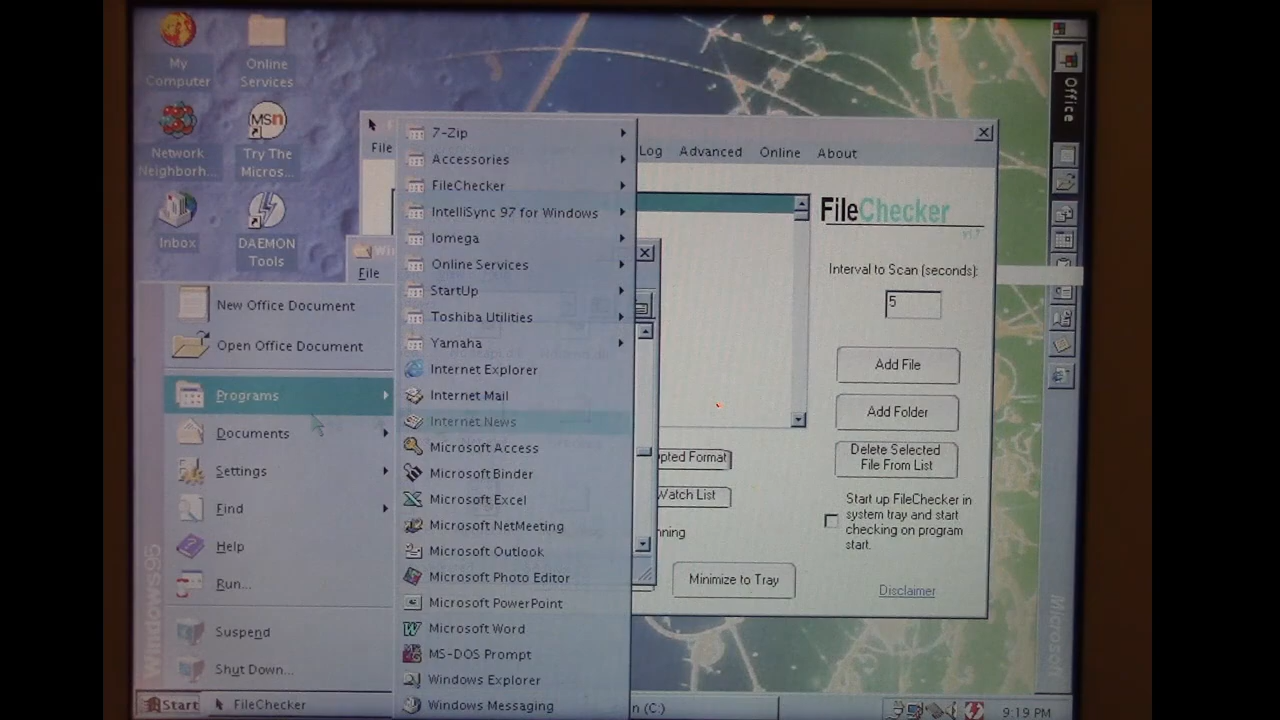 My
Computer
Online
Services
Network
Neighborh...
MSn
Try The
Micros...
Inbox
DAEMON
Tools
File
File
New Office Document
Open Office Document
Programs
Documents
Settings
Find
Help
Run...
Suspend
Shut Down...
Windows95
7-Zip
Accessories
FileChecker
IntelliSync 97 for Windows
Iomega
Online Services
StartUp
Toshiba Utilities
Yamaha
Internet Explorer
Internet Mail
Internet News
Microsoft Access
Microsoft Binder
Microsoft Excel
Microsoft NetMeeting
Microsoft Outlook
Microsoft Photo Editor
Microsoft PowerPoint
Microsoft Word
MS-DOS Prompt
Windows Explorer
Windows Messaging
Log Advanced Online About
FileChecker
Interval to Scan (seconds):
5
Add File
Add Folder
Delete Selected
File From List
Start up FileChecker in
system tray and start
checking on program
start.
pted Format
Watch List
nning
Minimize to Tray
Disclaimer
Office
Microsoft
Start
FileChecker
(C:)
9:19 PM